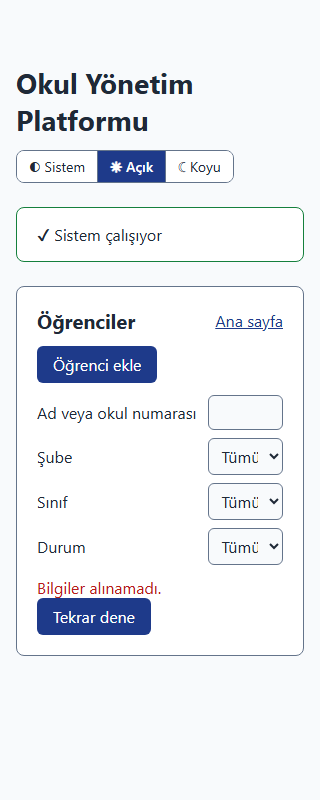 Okul Yönetim
Platformu
◐ Sistem ☀ Açık ☾ Koyu
✓ Sistem çalışıyor
Öğrenciler Ana sayfa
Öğrenci ekle
Ad veya okul numarası
Şube Tümü
Sınıf Tümü
Durum Tümü
Bilgiler alınamadı.
Tekrar dene